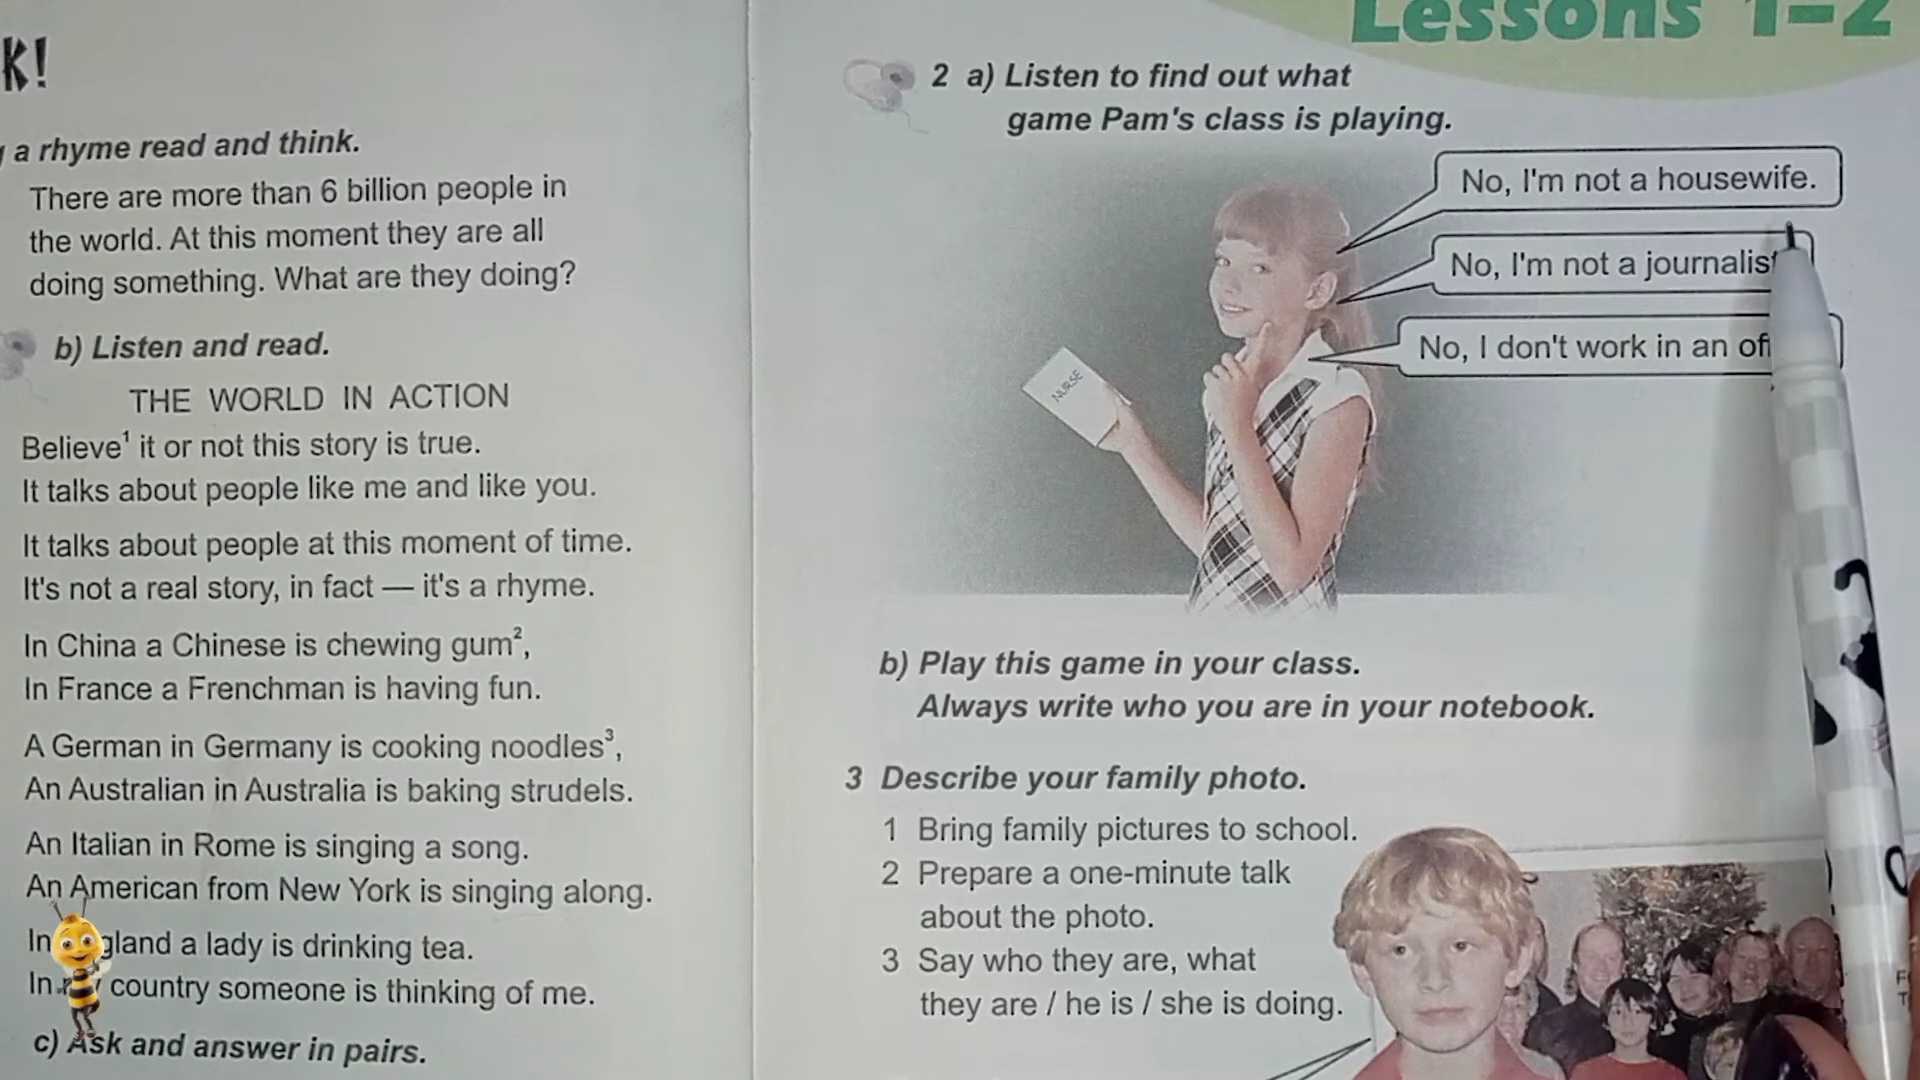 K!
a rhyme read and think.
There are more than 6 billion people in
the world. At this moment they are all
doing something. What are they doing?
b) Listen and read.
THE WORLD IN ACTION
Believe¹ it or not this story is true.
It talks about people like me and like you.
It talks about people at this moment of time.
It's not a real story, in fact — it's a rhyme.
In China a Chinese is chewing gum²,
In France a Frenchman is having fun.
A German in Germany is cooking noodles³,
An Australian in Australia is baking strudels.
An Italian in Rome is singing a song.
An American from New York is singing along.
In gland a lady is drinking tea.
In country someone is thinking of me.
c) Ask and answer in pairs.
Lessons 1–2
2 a) Listen to find out what
game Pam's class is playing.
No, I'm not a housewife.
No, I'm not a journalist
No, I don't work in an of
NURSE
b) Play this game in your class.
Always write who you are in your notebook.
3 Describe your family photo.
1 Bring family pictures to school.
2 Prepare a one-minute talk
about the photo.
3 Say who they are, what
they are / he is / she is doing.